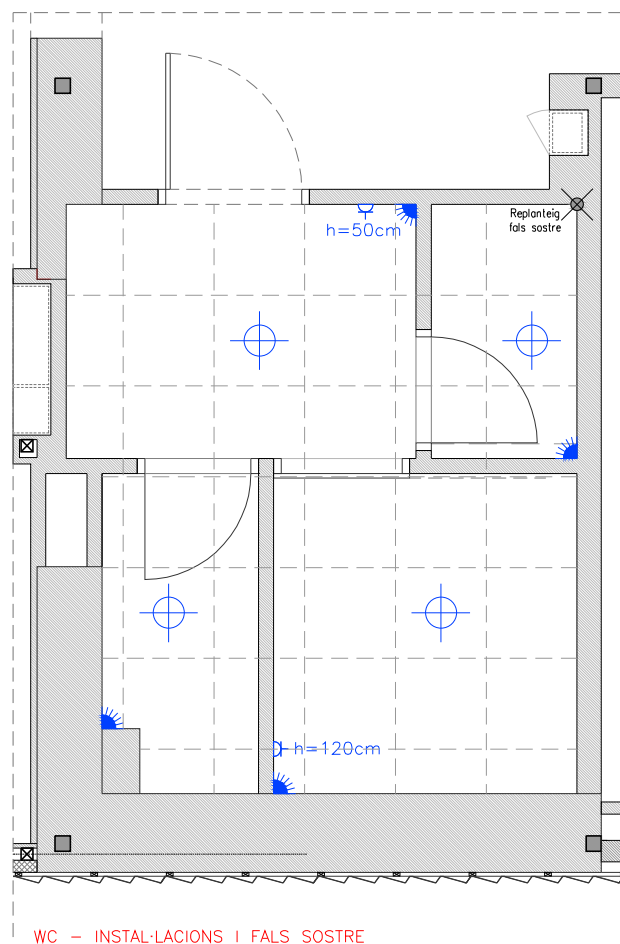 Replanteig
fals sostre
h=50cm
h=120cm
WC - INSTAL·LACIONS I FALS SOSTRE